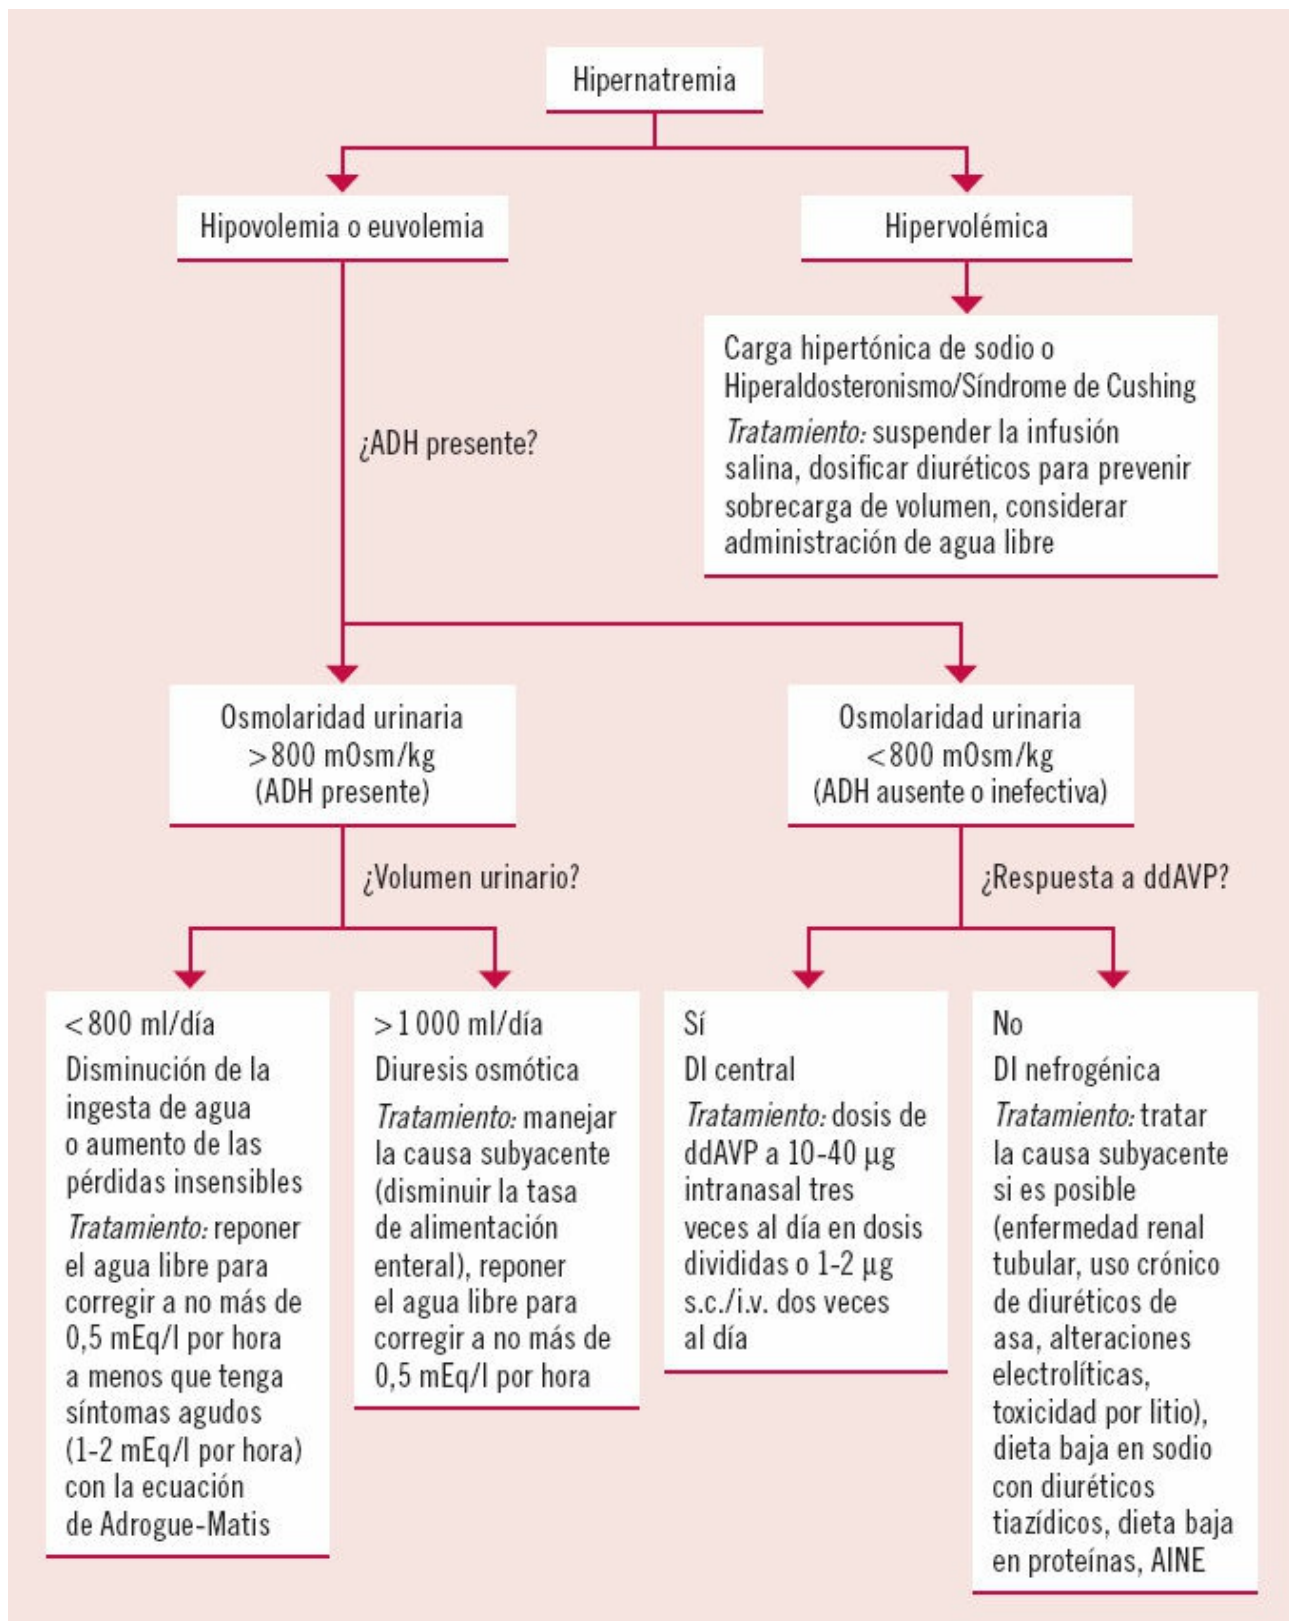 Hipernatremia
Hipovolemia o euvolemia
Hipervolémica
Carga hipertónica de sodio o
Hiperaldosteronismo/Síndrome de Cushing
Tratamiento: suspender la infusión
salina, dosificar diuréticos para prevenir
sobrecarga de volumen, considerar
administración de agua libre
¿ADH presente?
Osmolaridad urinaria
>800 mOsm/kg
(ADH presente)
Osmolaridad urinaria
<800 mOsm/kg
(ADH ausente o inefectiva)
¿Volumen urinario?
¿Respuesta a ddAVP?
<800 ml/día
Disminución de la
ingesta de agua
o aumento de las
pérdidas insensibles
Tratamiento: reponer
el agua libre para
corregir a no más de
0,5 mEq/l por hora
a menos que tenga
síntomas agudos
(1-2 mEq/l por hora)
con la ecuación
de Adrogue-Matis
>1 000 ml/día
Diuresis osmótica
Tratamiento: manejar
la causa subyacente
(disminuir la tasa
de alimentación
enteral), reponer
el agua libre para
corregir a no más de
0,5 mEq/l por hora
Sí
DI central
Tratamiento: dosis de
ddAVP a 10-40 µg
intranasal tres
veces al día en dosis
divididas o 1-2 µg
s.c./i.v. dos veces
al día
No
DI nefrogénica
Tratamiento: tratar
la causa subyacente
si es posible
(enfermedad renal
tubular, uso crónico
de diuréticos de
asa, alteraciones
electrolíticas,
toxicidad por litio),
dieta baja en sodio
con diuréticos
tiazídicos, dieta baja
en proteínas, AINE